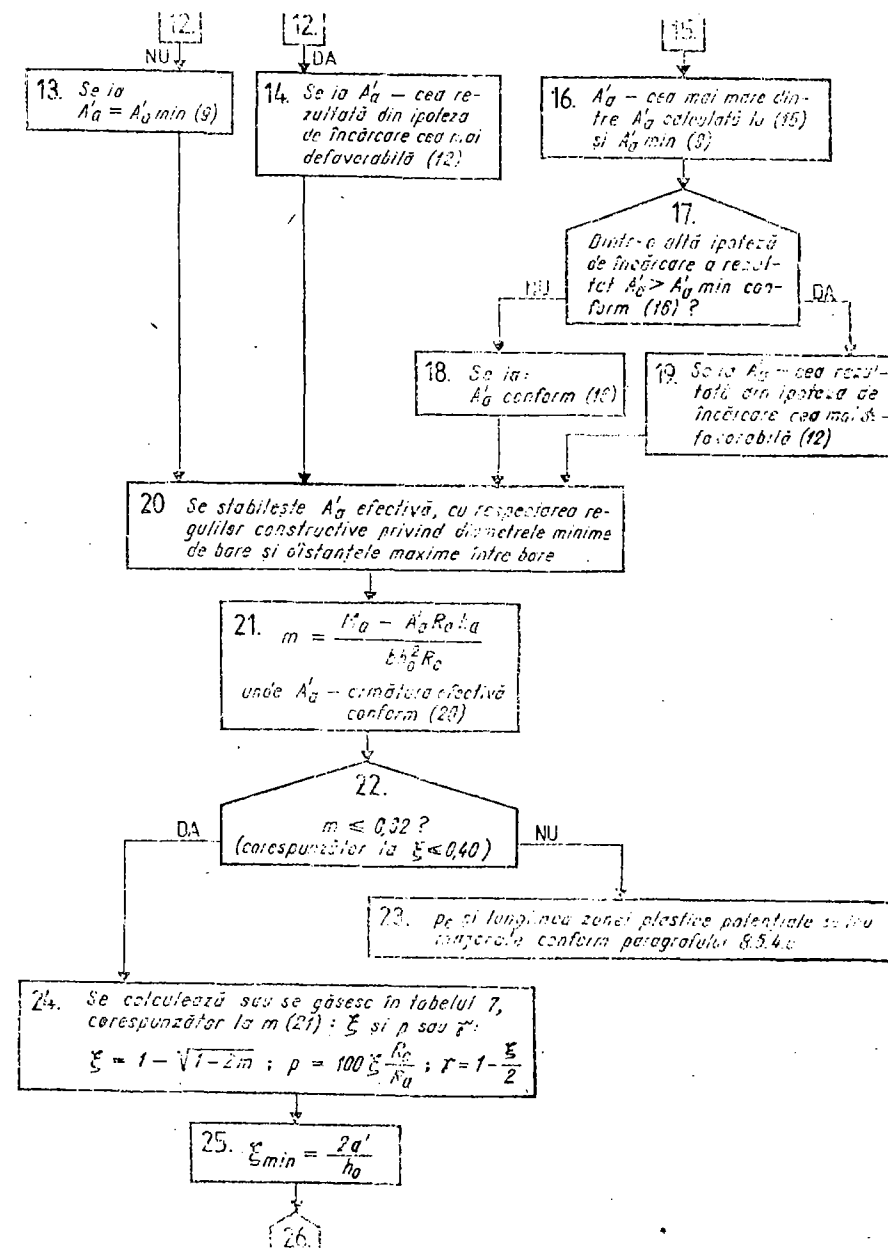 12.
12.
15.
NU
DA
13. Se ia
A'a = A'a min (9)
14. Se ia A'a – cea re-
zultată din ipoteza
de încărcare cea mai
defavorabilă (12)
16. A'a – cea mai mare din-
tre A'a calculată la (15)
și A'a min (9)
17.
Dintr-o altă ipoteză
de încărcare a rezul-
tat A'a > A'a min con-
form (16) ?
NU
DA
18. Se ia:
A'a conform (16)
19. Se ia A'a – cea rezul-
tată din ipoteza de
încărcare cea mai de-
favorabilă (12)
20 Se stabilește A'a efectivă, cu respectarea re-
gulilor constructive privind diametrele minime
de bare și distanțele maxime între bare
21. m = (Ma – A'a Ra ha) / (bh0² Rc)
unde A'a – armătura efectivă
conform (20)
22.
m ≤ 0,32 ?
(corespunzător la ξ ≤ 0,40)
DA
NU
23. pe și lungimea zonei plastice potențiale se iau
conform paragrafului 8.5.4.
24. Se calculează sau se găsesc în tabelul 7,
corespunzător la m (21) : ξ și p sau γ:
ξ = 1 – √(1–2m) ; p = 100 ξ Rc/Ra ; γ = 1– ξ/2
25. ξmin = 2a'/h0
26.